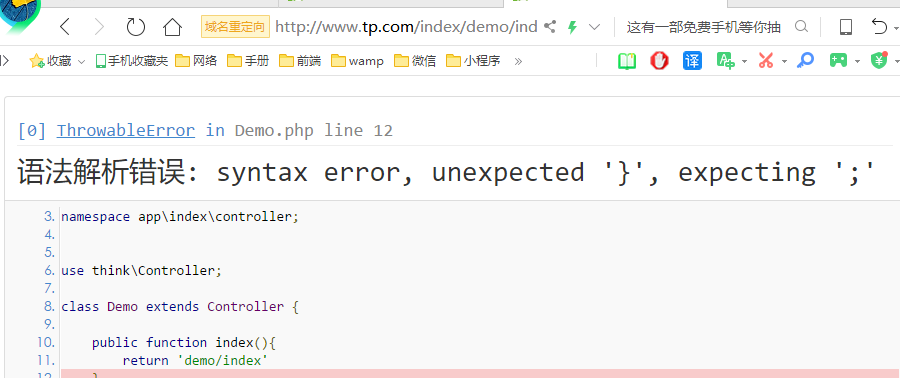 域名重定向 http://www.tp.com/index/demo/ind 这有一部免费手机等你抽
收藏 手机收藏夹 网络 手册 前端 wamp 微信 小程序 » 译
[0] ThrowableError in Demo.php line 12
语法解析错误: syntax error, unexpected '}', expecting ';'
3. namespace app\index\controller;
4.
5.
6. use think\Controller;
7.
8. class Demo extends Controller {
9.
10. public function index(){
11. return 'demo/index'
12. }